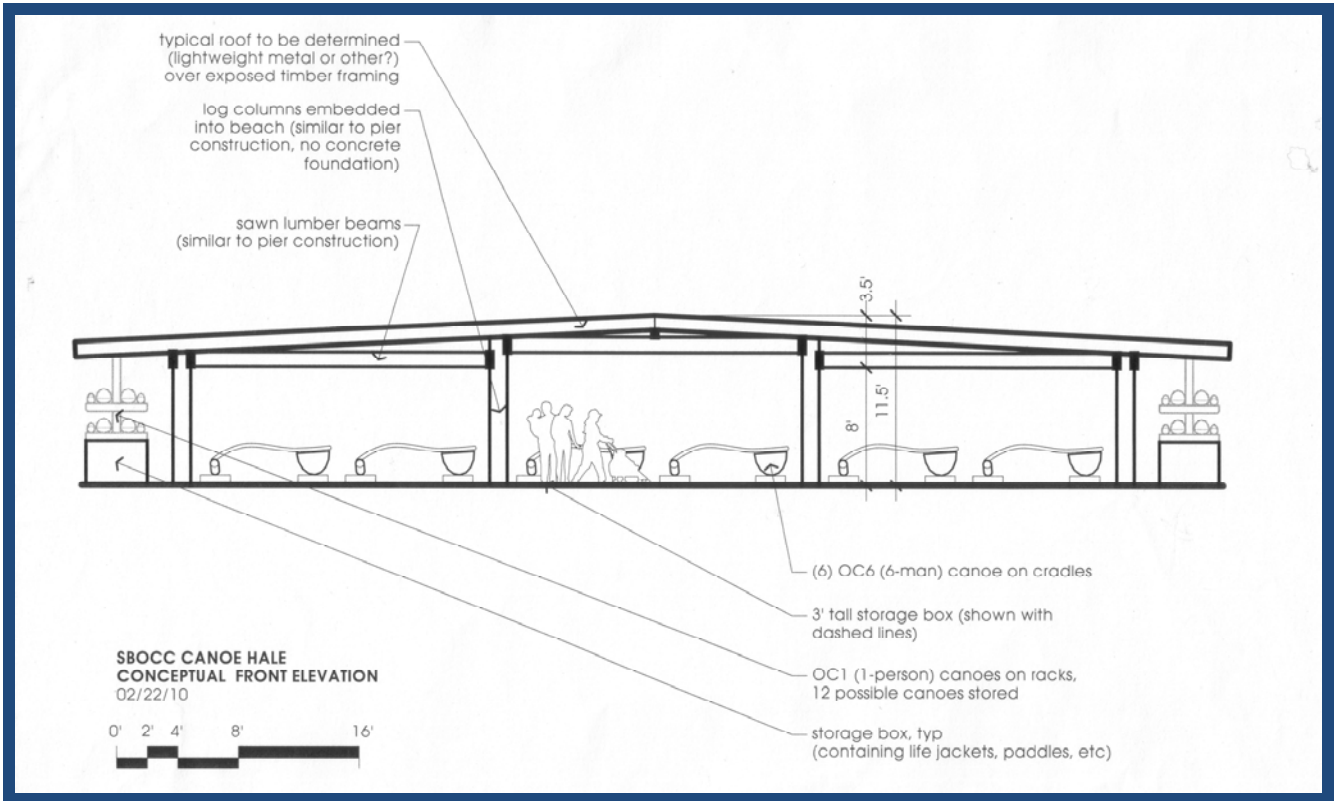 typical roof to be determined
(lightweight metal or other?)
over exposed timber framing
log columns embedded
into beach (similar to pier
construction, no concrete
foundation)
sawn lumber beams
(similar to pier construction)
3.5'
11.5'
8'
(6) OC6 (6-man) canoe on cradles
3' tall storage box (shown with
dashed lines)
OC1 (1-person) canoes on racks,
12 possible canoes stored
storage box, typ
(containing life jackets, paddles, etc)
SBOCC CANOE HALE
CONCEPTUAL FRONT ELEVATION
02/22/10
0' 2' 4' 8' 16'